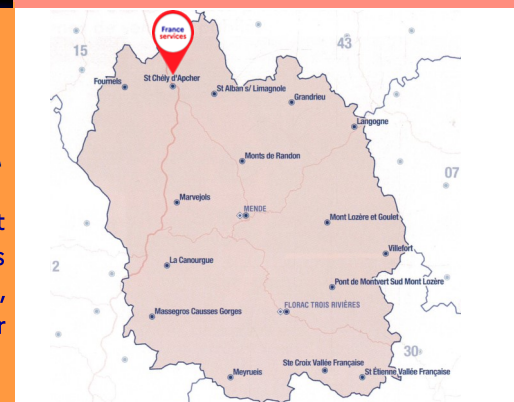 France
services
15
43
St Chély d'Apcher
Fournels
St Alban s/ Limagnole
Grandrieu
Langogne
Monts de Randon
07
Marvejols
MENDE
Mont Lozère et Goulet
t
Villefort
s
La Canourgue
2
Pont de Montvert Sud Mont Lozère
,
FLORAC TROIS RIVIÈRES
Massegros Causses Gorges
r
30
Ste Croix Vallée Française
Meyrueis
St Étienne Vallée Française